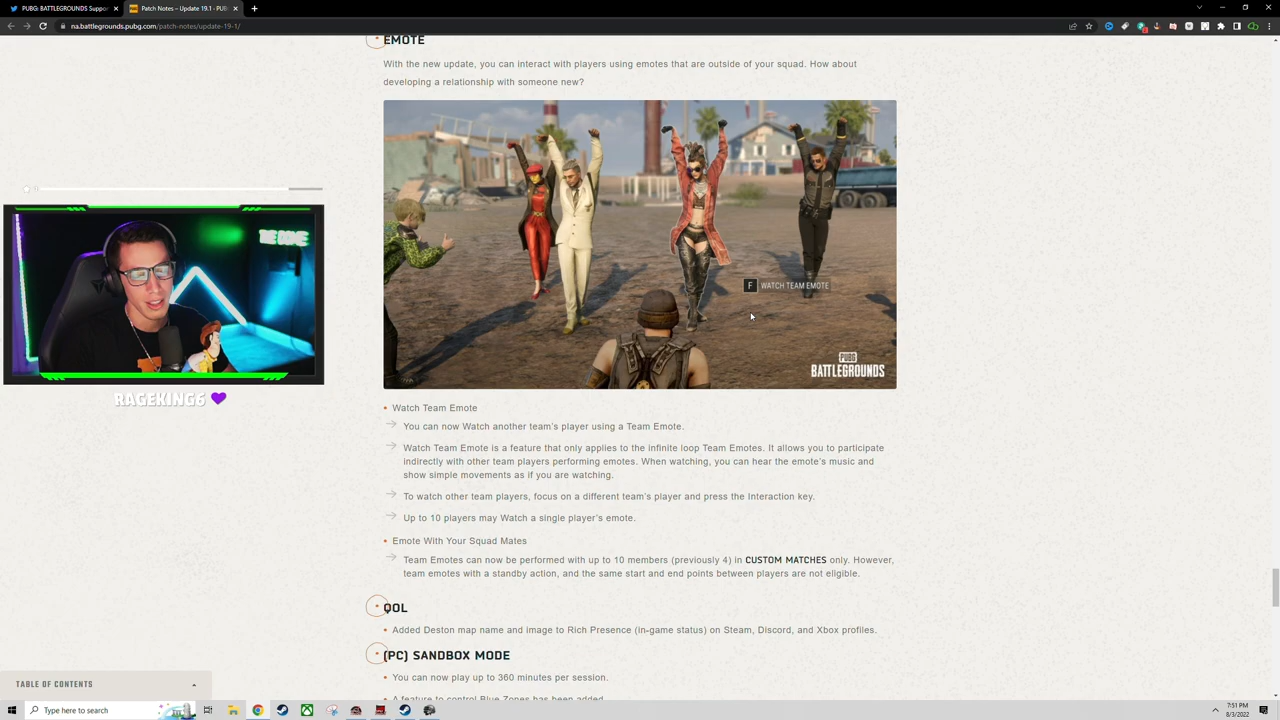 PUBG: BATTLEGROUNDS Suppor
Patch Notes – Update 19.1 - PUB
na.battlegrounds.pubg.com/patch-notes/update-19-1/
EMOTE
With the new update, you can interact with players using emotes that are outside of your squad. How about
developing a relationship with someone new?
F WATCH TEAM EMOTE
PUBG
BATTLEGROUNDS
RAGEKING6
Watch Team Emote
You can now Watch another team's player using a Team Emote.
Watch Team Emote is a feature that only applies to the infinite loop Team Emotes. It allows you to participate
indirectly with other team players performing emotes. When watching, you can hear the emote's music and
show simple movements as if you are watching.
To watch other team players, focus on a different team's player and press the Interaction key.
Up to 10 players may Watch a single player's emote.
Emote With Your Squad Mates
Team Emotes can now be performed with up to 10 members (previously 4) in CUSTOM MATCHES only. However,
team emotes with a standby action, and the same start and end points between players are not eligible.
QOL
Added Deston map name and image to Rich Presence (in-game status) on Steam, Discord, and Xbox profiles.
(PC) SANDBOX MODE
You can now play up to 360 minutes per session.
A feature to control Blue Zones has been added.
TABLE OF CONTENTS
Type here to search
7:51 PM
8/3/2022